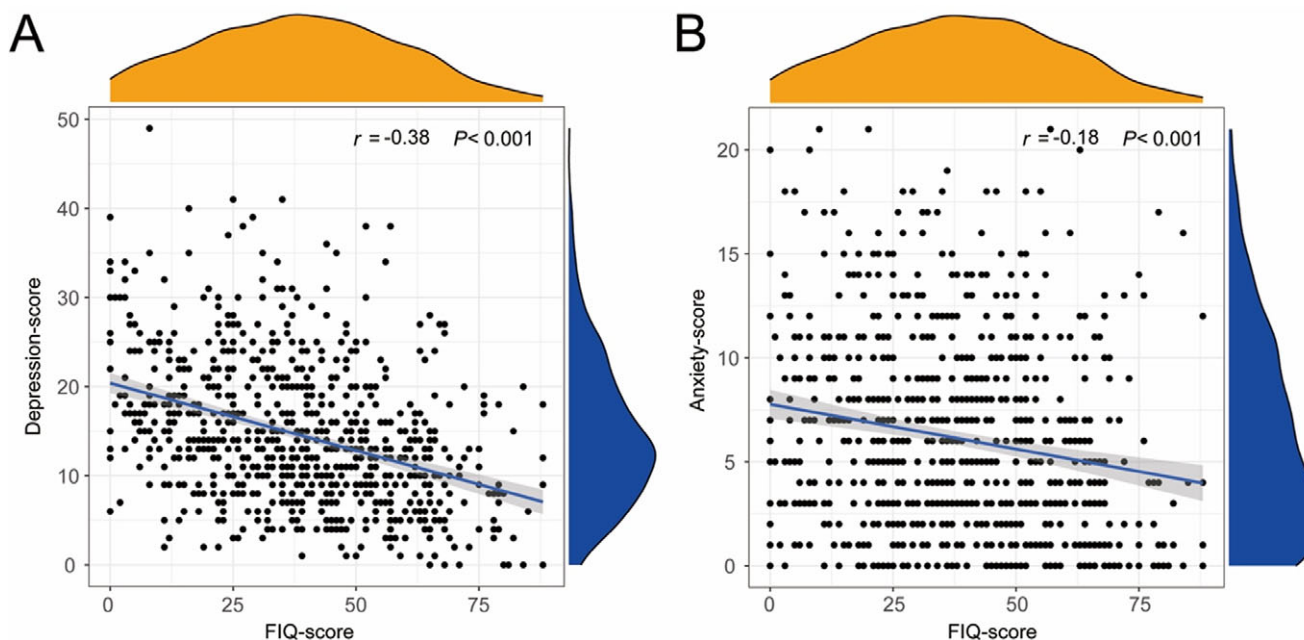 A
B
r = -0.38 P< 0.001
r = -0.18 P< 0.001
50
40
30
20
10
0
Depression-score
0 25 50 75
FIQ-score
20
15
10
5
0
Anxiety-score
0 25 50 75
FIQ-score